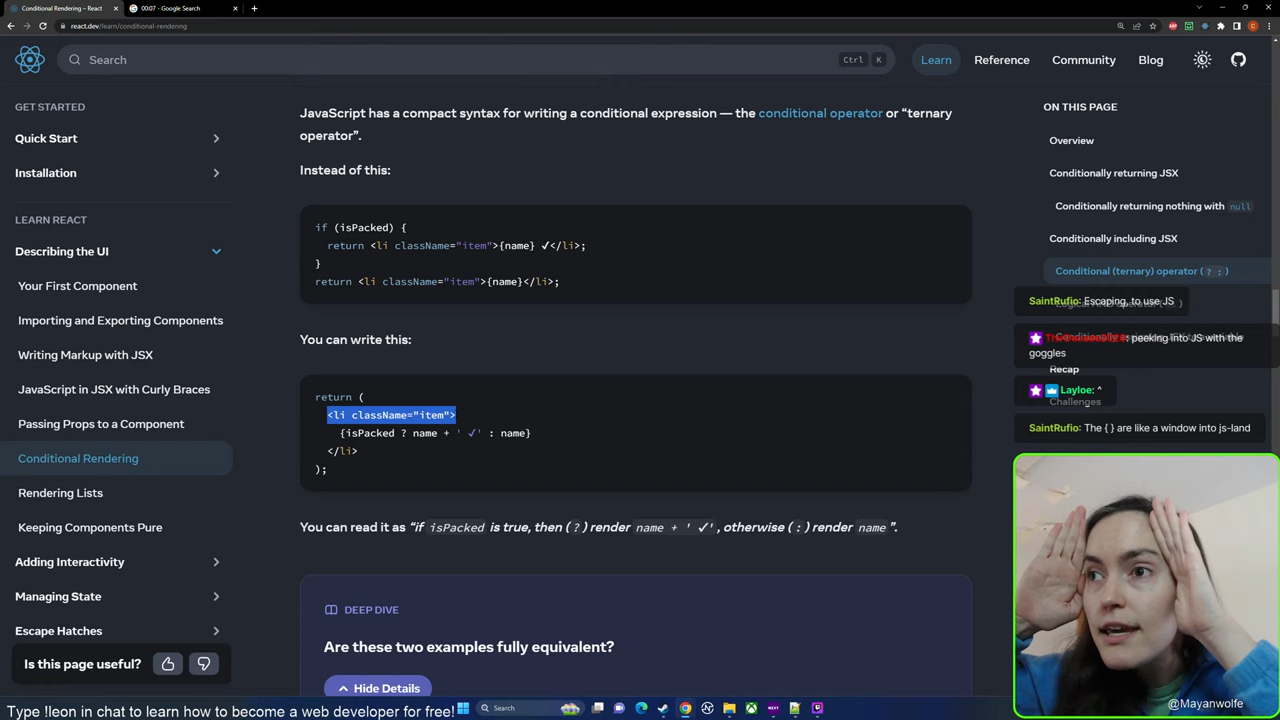 Conditional Rendering – React
00:07 - Google Search
react.dev/learn/conditional-rendering
Search
Ctrl K
Learn
Reference
Community
Blog
GET STARTED
Quick Start
Installation
LEARN REACT
Describing the UI
Your First Component
Importing and Exporting Components
Writing Markup with JSX
JavaScript in JSX with Curly Braces
Passing Props to a Component
Conditional Rendering
Rendering Lists
Keeping Components Pure
Adding Interactivity
Managing State
Escape Hatches
Is this page useful?
JavaScript has a compact syntax for writing a conditional expression — the conditional operator or “ternary
operator”.
Instead of this:
if (isPacked) {
return <li className="item">{name} ✓</li>;
}
return <li className="item">{name}</li>;
You can write this:
return (
<li className="item">
{isPacked ? name + ' ✓' : name}
</li>
);
You can read it as “if isPacked is true, then (?) render name + ' ✓', otherwise (:) render name”.
DEEP DIVE
Are these two examples fully equivalent?
Hide Details
ON THIS PAGE
Overview
Conditionally returning JSX
Conditionally returning nothing with null
Conditionally including JSX
Conditional (ternary) operator (? :)
SaintRufio: Escaping, to use JS
: peeking into JS with the
goggles
Recap
Layloe: ^
Challenges
SaintRufio: The { } are like a window into js-land
@Mayanwolfe
Type !leon in chat to learn how to become a web developer for free!
Search